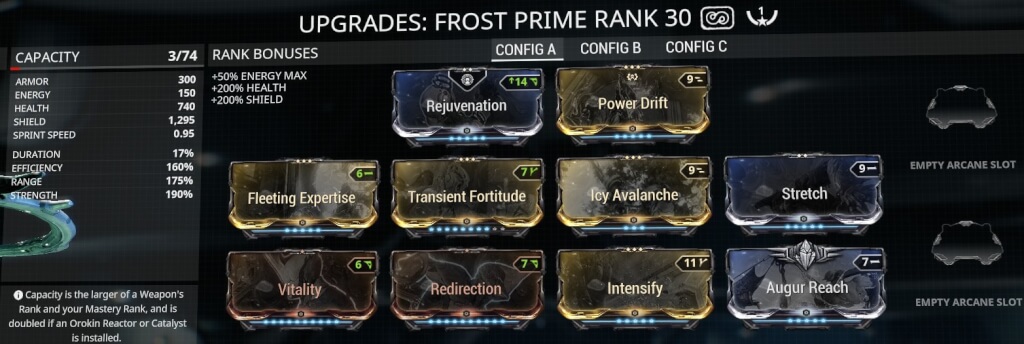 UPGRADES: FROST PRIME RANK 30
1
CAPACITY 3/74
ARMOR 300
ENERGY 150
HEALTH 740
SHIELD 1,295
SPRINT SPEED 0.95
DURATION 17%
EFFICIENCY 160%
RANGE 175%
STRENGTH 190%
Capacity is the larger of a Weapon's
Rank and your Mastery Rank, and is
doubled if an Orokin Reactor or Catalyst
is installed.
RANK BONUSES
+50% ENERGY MAX
+200% HEALTH
+200% SHIELD
CONFIG A CONFIG B CONFIG C
14 9
Rejuvenation Power Drift
6 7 9 9
Fleeting Expertise Transient Fortitude Icy Avalanche Stretch
6 7 11 7
Vitality Redirection Intensify Augur Reach
EMPTY ARCANE SLOT
EMPTY ARCANE SLOT